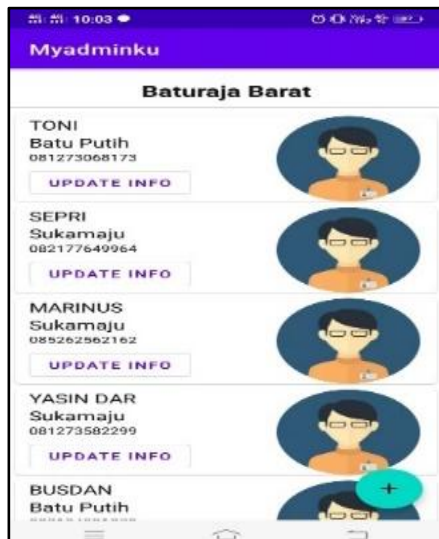 10:03
Myadminku
Baturaja Barat
TONI
Batu Putih
081273068173
UPDATE INFO
SEPRI
Sukamaju
082177649964
UPDATE INFO
MARINUS
Sukamaju
085262562162
UPDATE INFO
YASIN DAR
Sukamaju
081273582299
UPDATE INFO
BUSDAN
Batu Putih
+